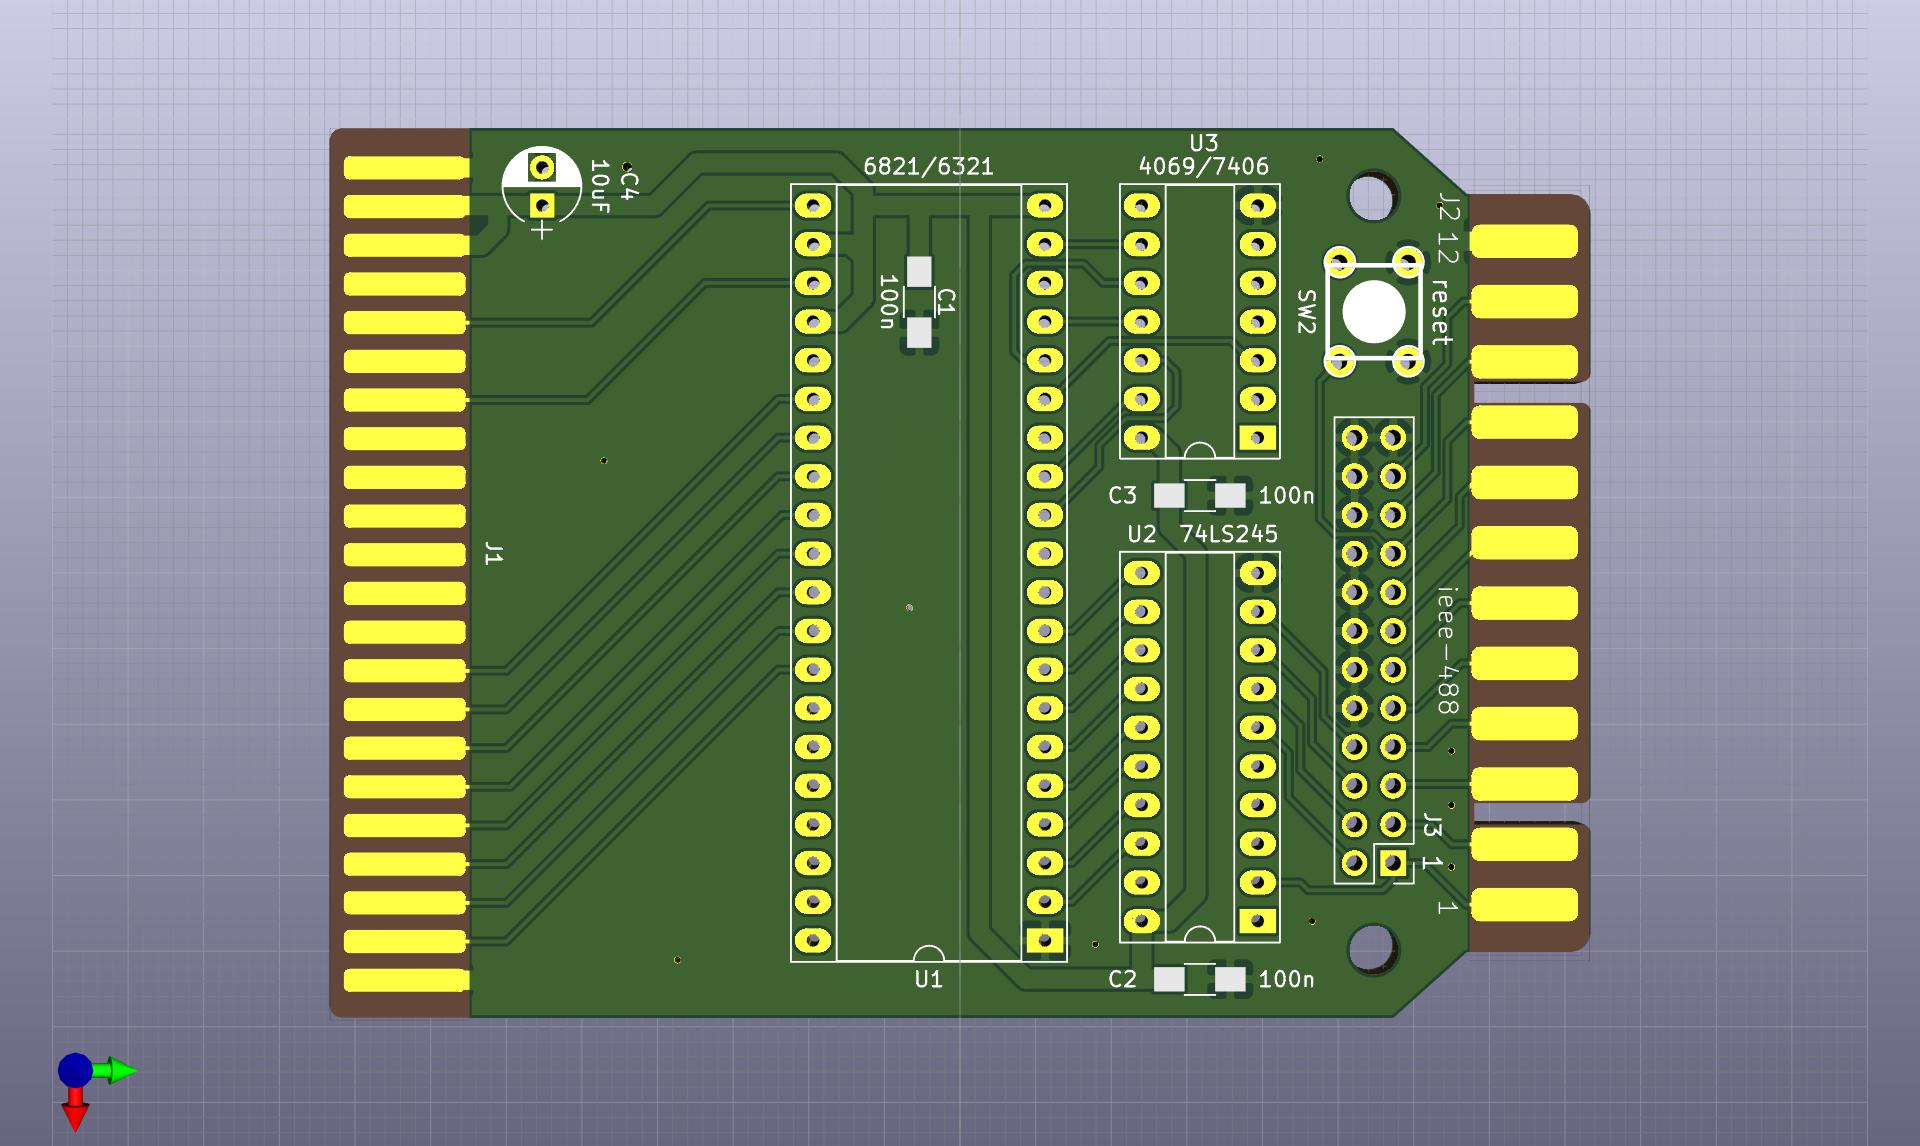 U3
6821/6321
4069/7406
C4
10uF
+
J2 12
C1
100n
SW2
reset
C3
100n
U2
74LS245
J1
ieee-488
J3
1
1
U1
C2
100n